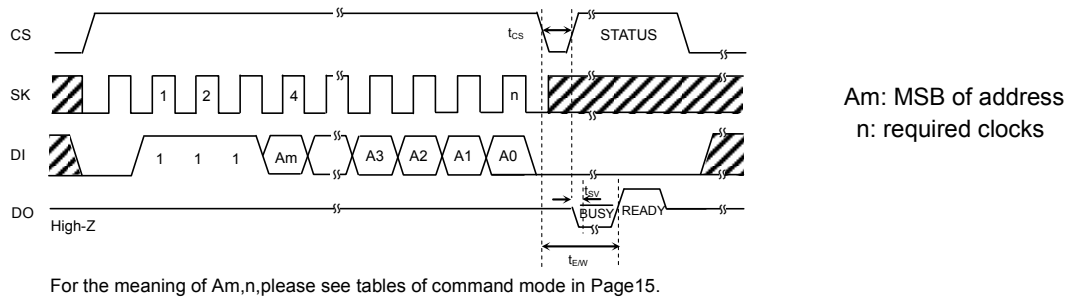 CS
tCS
STATUS
SK
1 2 4 n
Am: MSB of address
n: required clocks
DI
1 1 1 Am A3 A2 A1 A0
tSV
DO
BUSY READY
High-Z
tE/W
For the meaning of Am,n,please see tables of command mode in Page15.